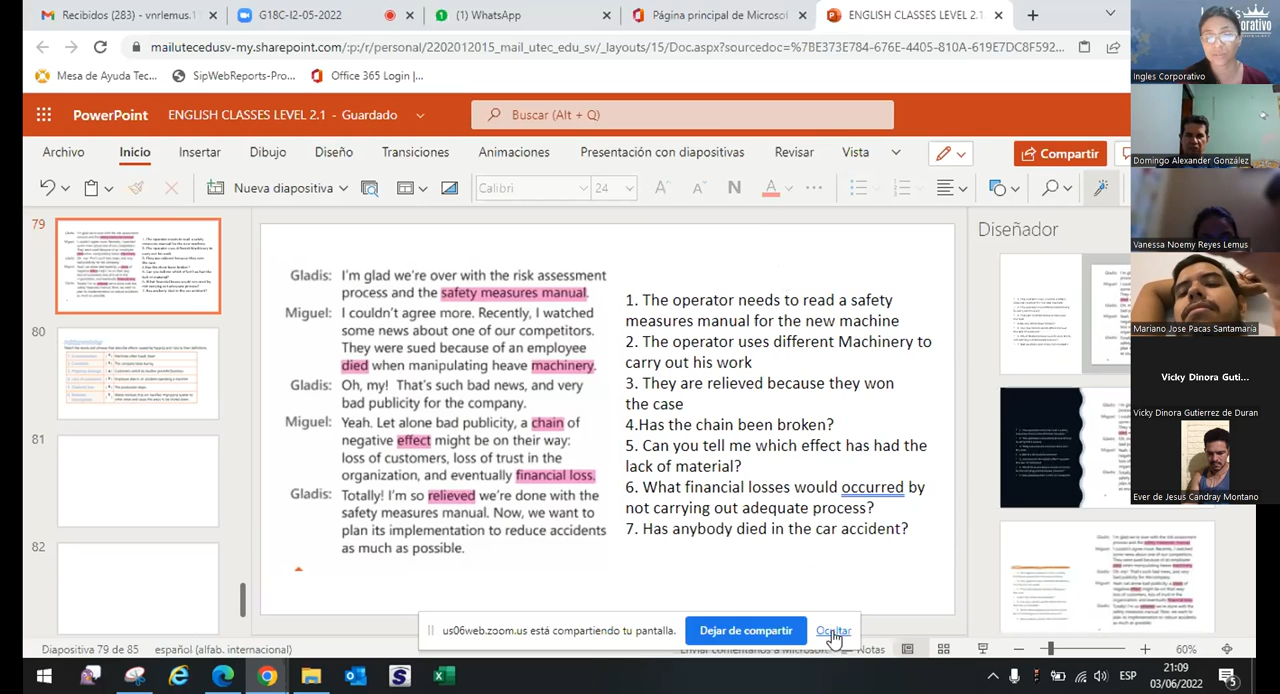 Recibidos (283) - vnrlemus.1
G18C-I2-05-2022
(1) WhatsApp
Página principal de Microsof
ENGLISH CLASSES LEVEL 2.1
mailutecedusv-my.sharepoint.com/:p:/r/personal/2202012015_mail_utec_edu_sv/_layouts/15/Doc.aspx?sourcedoc=%7BE373E784-676E-4405-810A-619E7DC8F592...
Mesa de Ayuda Tec...
SipWebReports-Pro...
Office 365 Login |...
PowerPoint
ENGLISH CLASSES LEVEL 2.1 - Guardado
Buscar (Alt + Q)
Archivo
Inicio
Insertar
Dibujo
Diseño
Transiciones
Animaciones
Presentación con diapositivas
Revisar
Vista
Compartir
Nueva diapositiva
Calibri
24
N
79
80
81
82
Gladis: I'm glad we're over with the risk assessment
process and the safety measures manual.
Miguel: I couldn't agree more. Recently, I watched
the news about one of our competitors.
They were sued because an employee
died when manipulating heave machinery.
Gladis: Oh, my! That's such bad news, and very
bad publicity for the company.
Miguel: Yeah. Let alone bad publicity, a chain of
negative effect might be on their way:
loss of customers, loss of trust in the
organization and eventually financial loss.
Gladis: Totally! I'm so relieved we're done with the
safety measures manual. Now, we want to
plan its implementation to reduce accidents
as much as possible.
1. The operator needs to read a Safety
measures manual for the new machine
2. The operator uses different Machinery to
carry out his work
3. They are relieved because they won
the case
4.Has the chain been broken?
5. Can you tell me which effect has had the
lack of material?
6. What financial losses would occurred by
not carrying out adequate process?
7. Has anybody died in the car accident?
Diseñador
Ingles Corporativo
Domingo Alexander González
Vanessa Noemy Reyes Lemus
Mariano Jose Pacas Santamaría
Vicky Dinora Guti...
Vicky Dinora Gutierrez de Duran
Ever de Jesus Candray Montano
us06web.zoom.us está compartiendo tu pantalla.
Dejar de compartir
Ocultar
Diapositiva 79 de 85
español (alfab. internacional)
Enviar comentarios a Microsoft
Notas
60%
ESP
21:09
03/06/2022
5